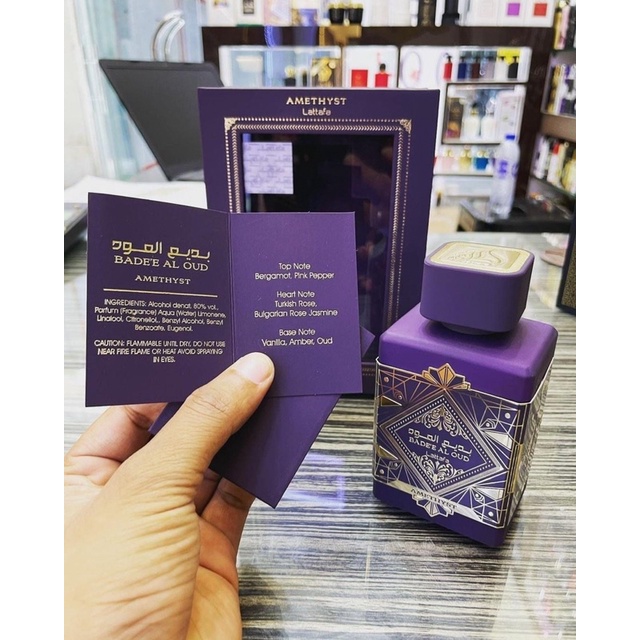 AMETHYST
Lattafa
بديع العود
BADE'E AL OUD
AMETHYST
INGREDIENTS: Alcohol denat. 80% vol.,
Parfum (Fragrance) Aqua (Water) Limonene,
Linalool, Citronellol., Benzyl Alcohol, Benzyl
Benzoate, Eugenol.
CAUTION: FLAMMABLE UNTIL DRY, DO NOT USE
NEAR FIRE FLAME OR HEAT AVOID SPRAYING
IN EYES.
Top Note
Bergamot, Pink Pepper
Heart Note
Turkish Rose,
Bulgarian Rose Jasmine
Base Note
Vanilla, Amber, Oud
بديع العود
BADE'E AL OUD
Lattafa
AMETHYST